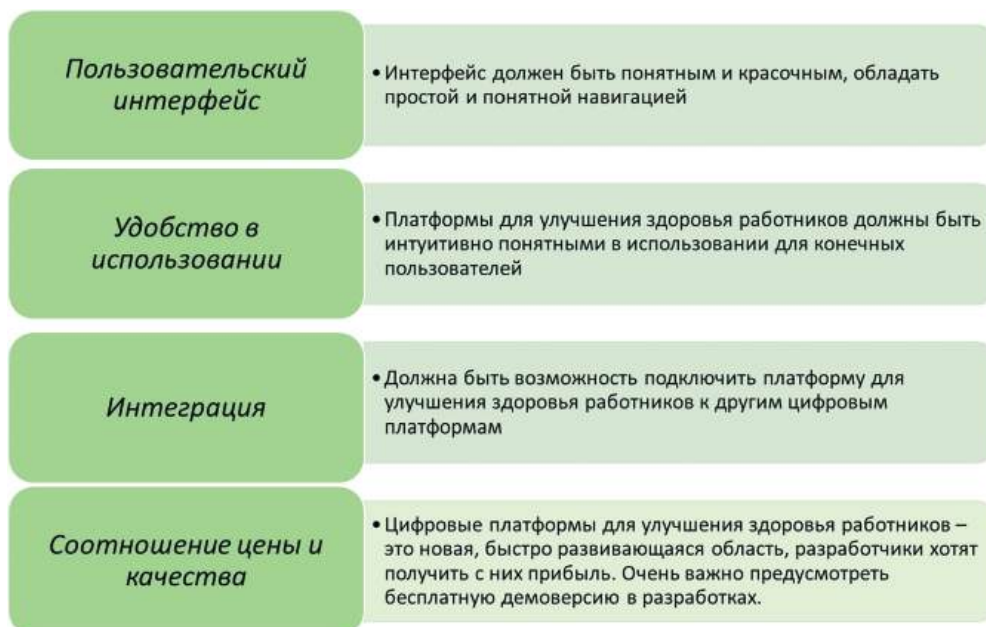 Пользовательский
интерфейс
• Интерфейс должен быть понятным и красочным, обладать
простой и понятной навигацией
Удобство в
использовании
• Платформы для улучшения здоровья работников должны быть
интуитивно понятными в использовании для конечных
пользователей
Интеграция
• Должна быть возможность подключить платформу для
улучшения здоровья работников к другим цифровым
платформам
Соотношение цены и
качества
• Цифровые платформы для улучшения здоровья работников –
это новая, быстро развивающаяся область, разработчики хотят
получить с них прибыль. Очень важно предусмотреть
бесплатную демоверсию в разработках.